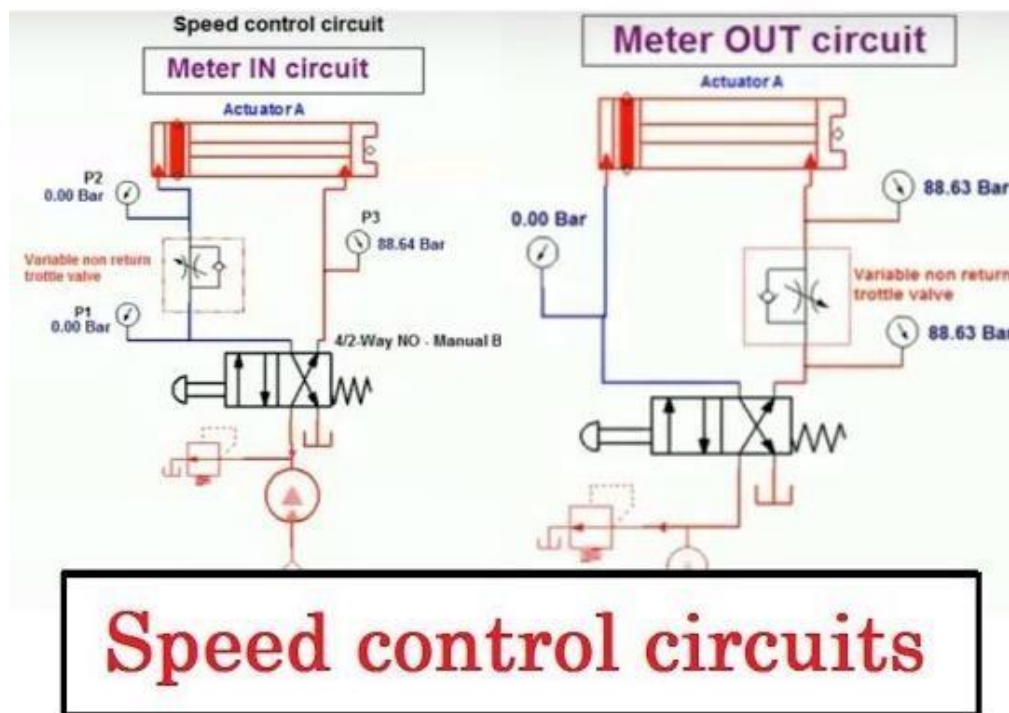 Speed control circuit
Meter IN circuit
Actuator A
P2
0.00 Bar
P3
88.64 Bar
Variable non return
trottle valve
P1
0.00 Bar
4/2-Way NO - Manual B
Meter OUT circuit
Actuator A
88.63 Bar
0.00 Bar
Variable non return
trottle valve
88.63 Bar
Speed control circuits